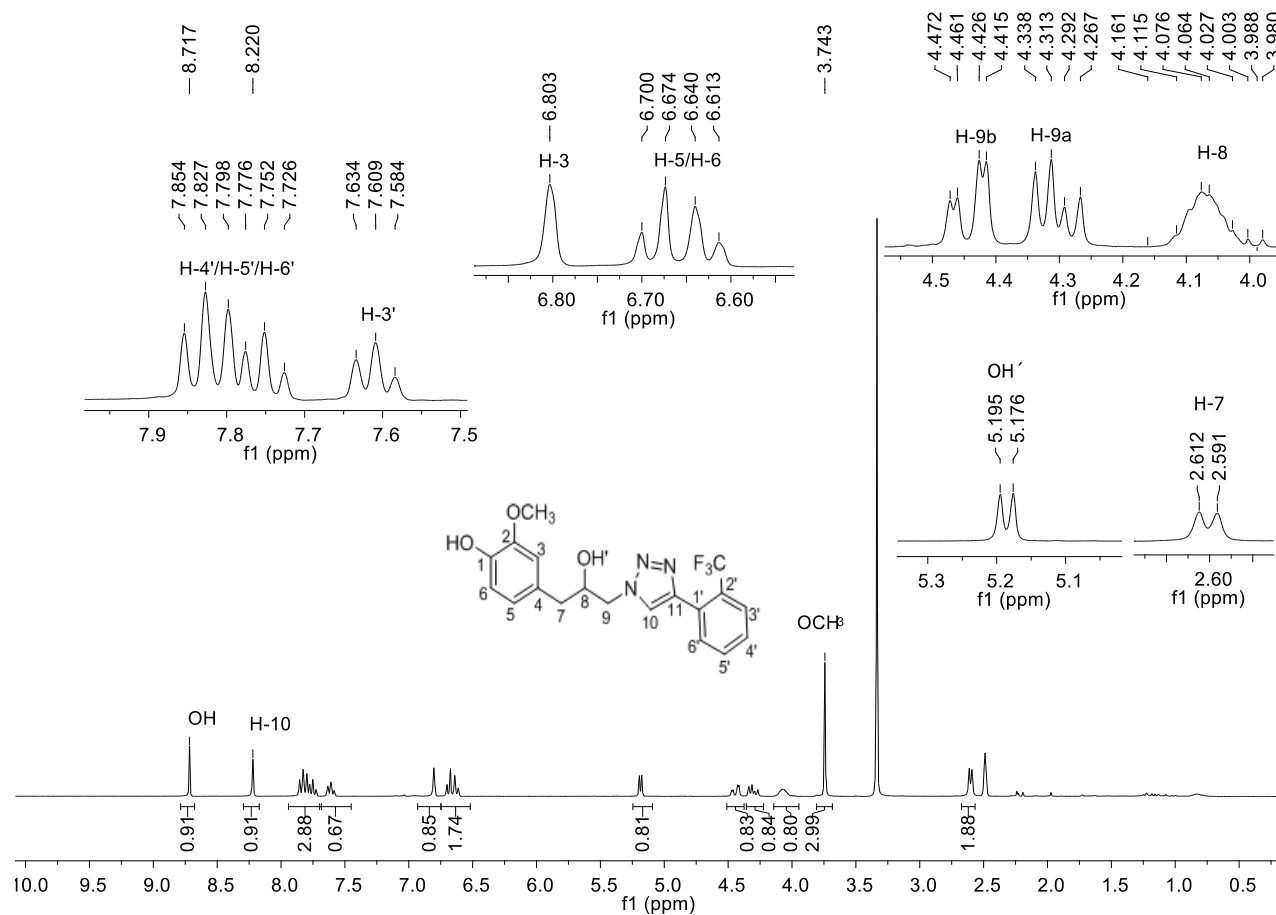 8.717
8.220
3.743
7.854
7.827
7.798
7.776
7.752
7.726
7.634
7.609
7.584
H-4'/H-5'/H-6'
H-3'
7.9 7.8 7.7 7.6 7.5
f1 (ppm)
6.803
6.700
6.674
6.640
6.613
H-3
H-5/H-6
6.80 6.70 6.60
f1 (ppm)
4.472
4.461
4.426
4.415
4.338
4.313
4.292
4.267
4.161
4.115
4.076
4.064
4.027
4.003
3.988
3.980
H-9b
H-9a
H-8
4.5 4.4 4.3 4.2 4.1 4.0
f1 (ppm)
OH´
5.195
5.176
5.3 5.2 5.1
f1 (ppm)
H-7
2.612
2.591
2.60
f1 (ppm)
OCH3
HO
2
3
1
6
5
4
7
OH'
8
9
N
N
N
10
11
F3C
1'
2'
3'
4'
5'
6'
OH
H-10
OCH3
0.91
0.91
2.88
0.67
0.85
1.74
0.81
0.83
0.84
0.80
2.99
1.88
10.0 9.5 9.0 8.5 8.0 7.5 7.0 6.5 6.0 5.5 5.0 4.5 4.0 3.5 3.0 2.5 2.0 1.5 1.0 0.5
f1 (ppm)